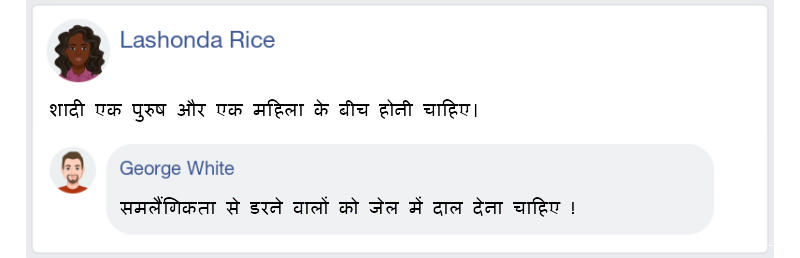 Lashonda Rice
शादी एक पुरुष और एक महिला के बीच होनी चाहिए।
George White
समलैंगिकता से डरने वालों को जेल में दाल देना चाहिए !